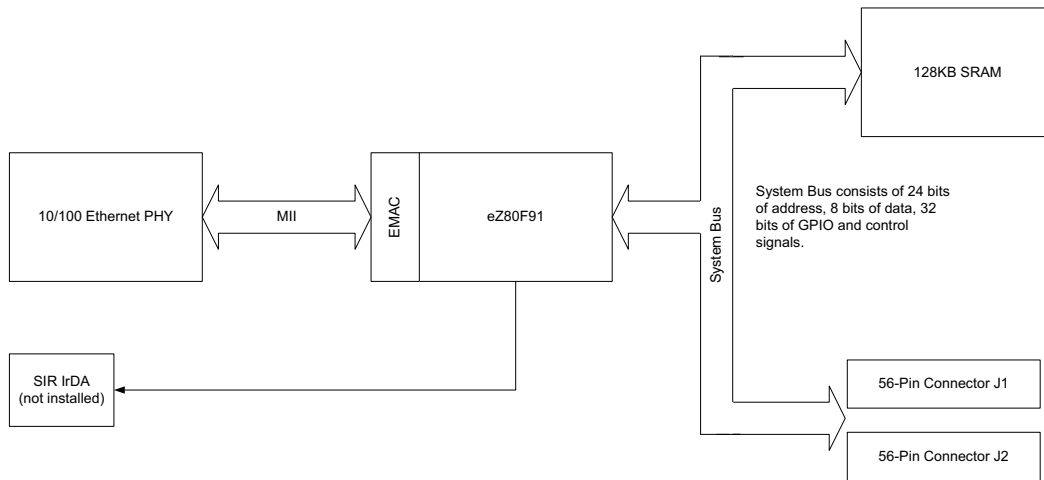 128KB SRAM
10/100 Ethernet PHY
MII
EMAC
eZ80F91
System Bus
System Bus consists of 24 bits
of address, 8 bits of data, 32
bits of GPIO and control
signals.
SIR IrDA
(not installed)
56-Pin Connector J1
56-Pin Connector J2